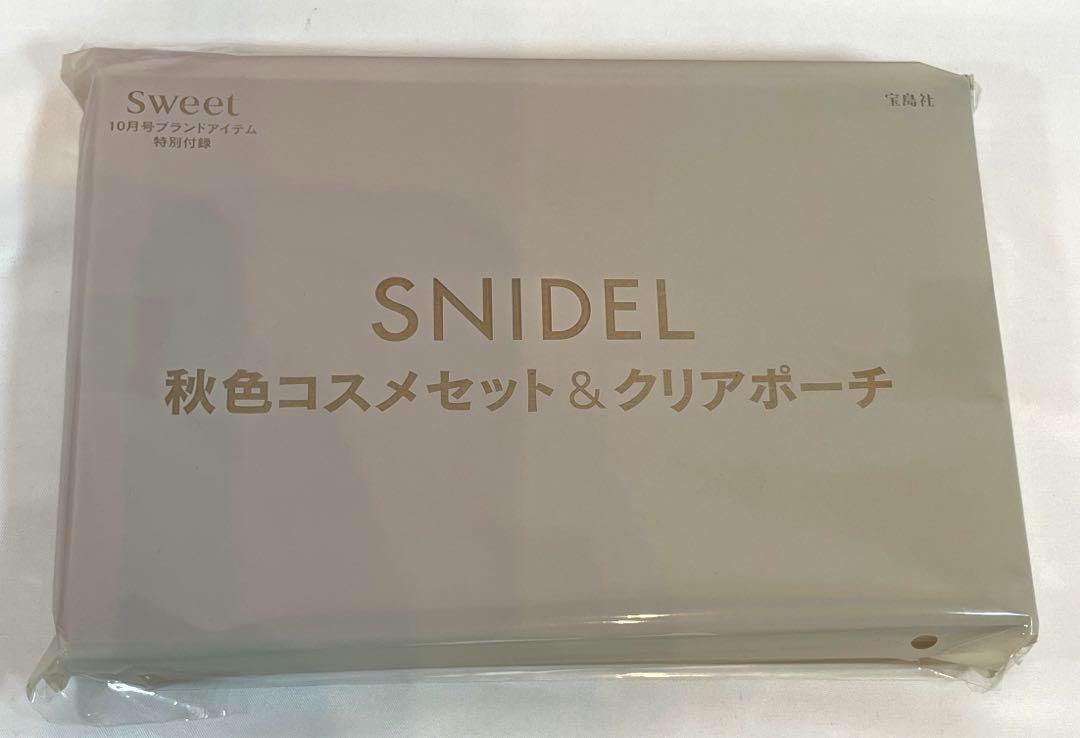 Sweet
10月号ブランドアイテム
特別付録
宝島社
SNIDEL
秋色コスメセット&クリアポーチ